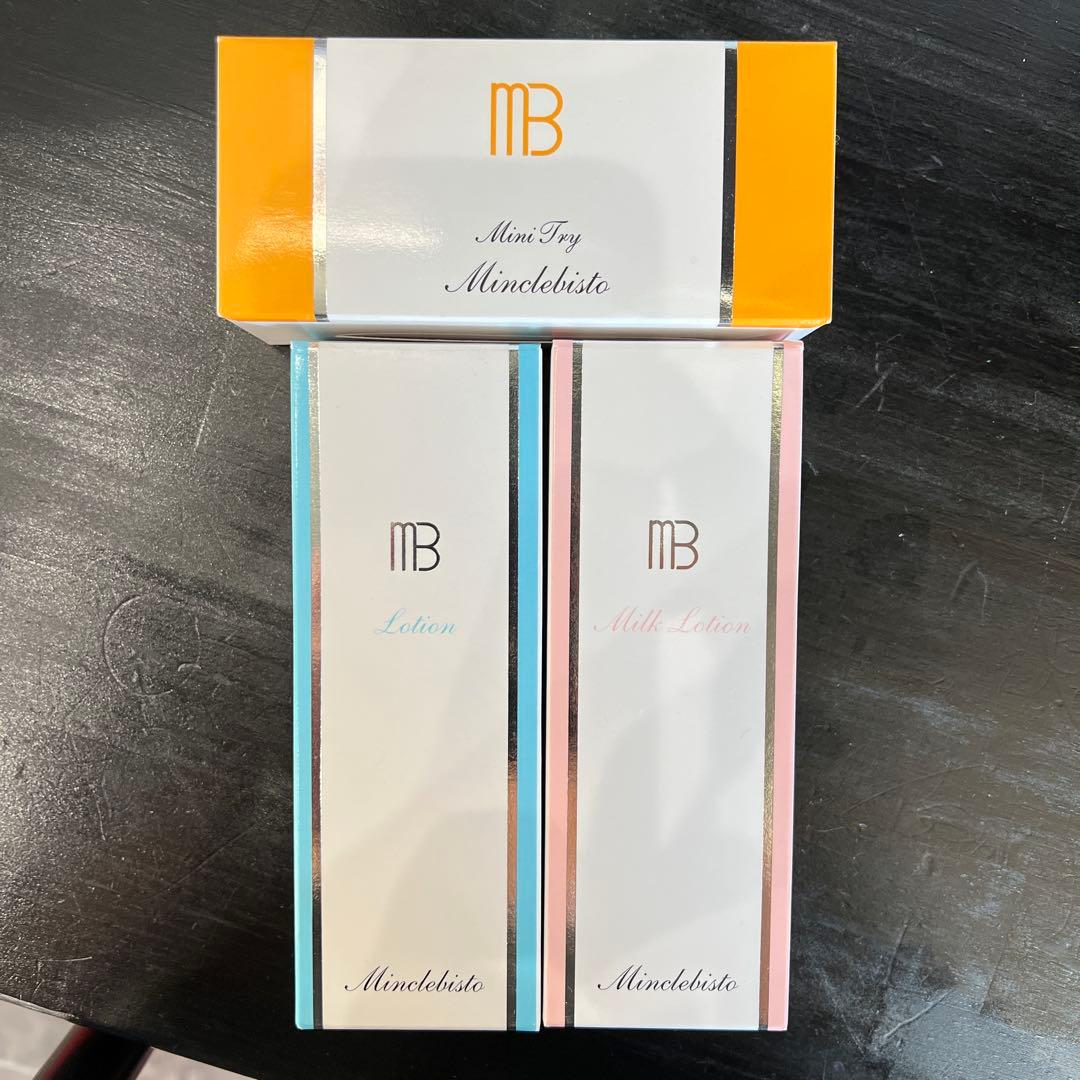 mB
Mini Try
Minclebisto
mB
Lotion
Minclebisto
mB
Milk Lotion
Minclebisto